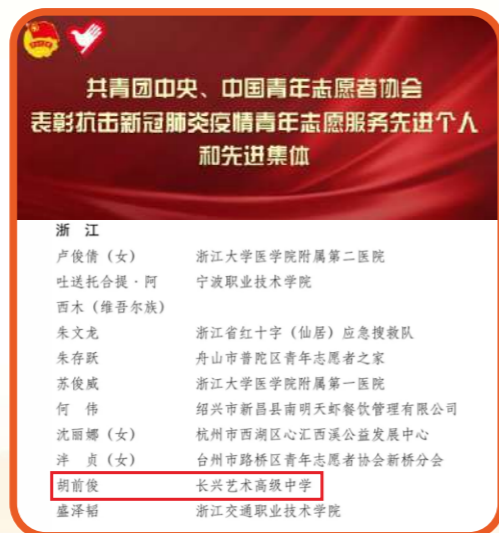 共青团中央、中国青年志愿者协会
表彰抗击新冠肺炎疫情青年志愿服务先进个人
和先进集体
浙 江
卢俊倩（女） 浙江大学医学院附属第二医院
吐送托合提·阿 宁波职业技术学院
西木（维吾尔族）
朱文龙 浙江省红十字（仙居）应急搜救队
朱存跃 舟山市普陀区青年志愿者之家
苏俊威 浙江大学医学院附属第一医院
何 伟 绍兴市新昌县南明天虾餐饮管理有限公司
沈丽娜（女） 杭州市西湖区心汇西溪公益发展中心
洋 贞（女） 台州市路桥区青年志愿者协会新桥分会
胡前俊 长兴艺术高级中学
盛泽韬 浙江交通职业技术学院